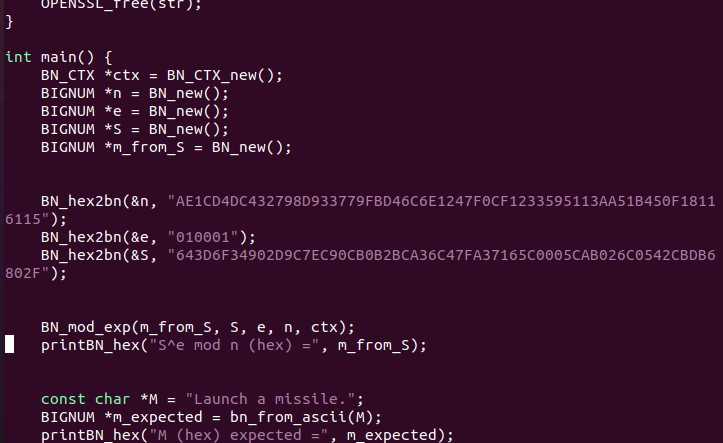 OPENSSL_free(str);
}
int main() {
    BN_CTX *ctx = BN_CTX_new();
    BIGNUM *n = BN_new();
    BIGNUM *e = BN_new();
    BIGNUM *S = BN_new();
    BIGNUM *m_from_S = BN_new();
    BN_hex2bn(&n, "AE1CD4DC432798D933779FBD46C6E1247F0CF1233595113AA51B450F1811
6115");
    BN_hex2bn(&e, "010001");
    BN_hex2bn(&S, "643D6F34902D9C7EC90CB0B2BCA36C47FA37165C0005CAB026C0542CBDB6
802F");
    BN_mod_exp(m_from_S, S, e, n, ctx);
    printBN_hex("S^e mod n (hex) =", m_from_S);
    const char *M = "Launch a missile.";
    BIGNUM *m_expected = bn_from_ascii(M);
    printBN_hex("M (hex) expected =", m_expected);